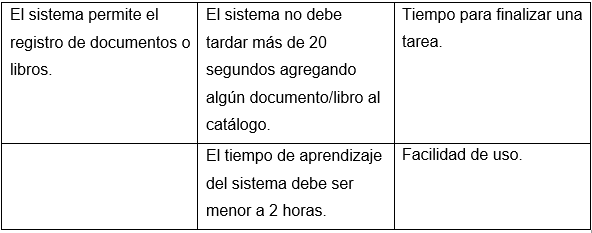 El sistema permite el
registro de documentos o
libros.
El sistema no debe
tardar más de 20
segundos agregando
algún documento/libro al
catálogo.
Tiempo para finalizar una
tarea.
El tiempo de aprendizaje
del sistema debe ser
menor a 2 horas.
Facilidad de uso.